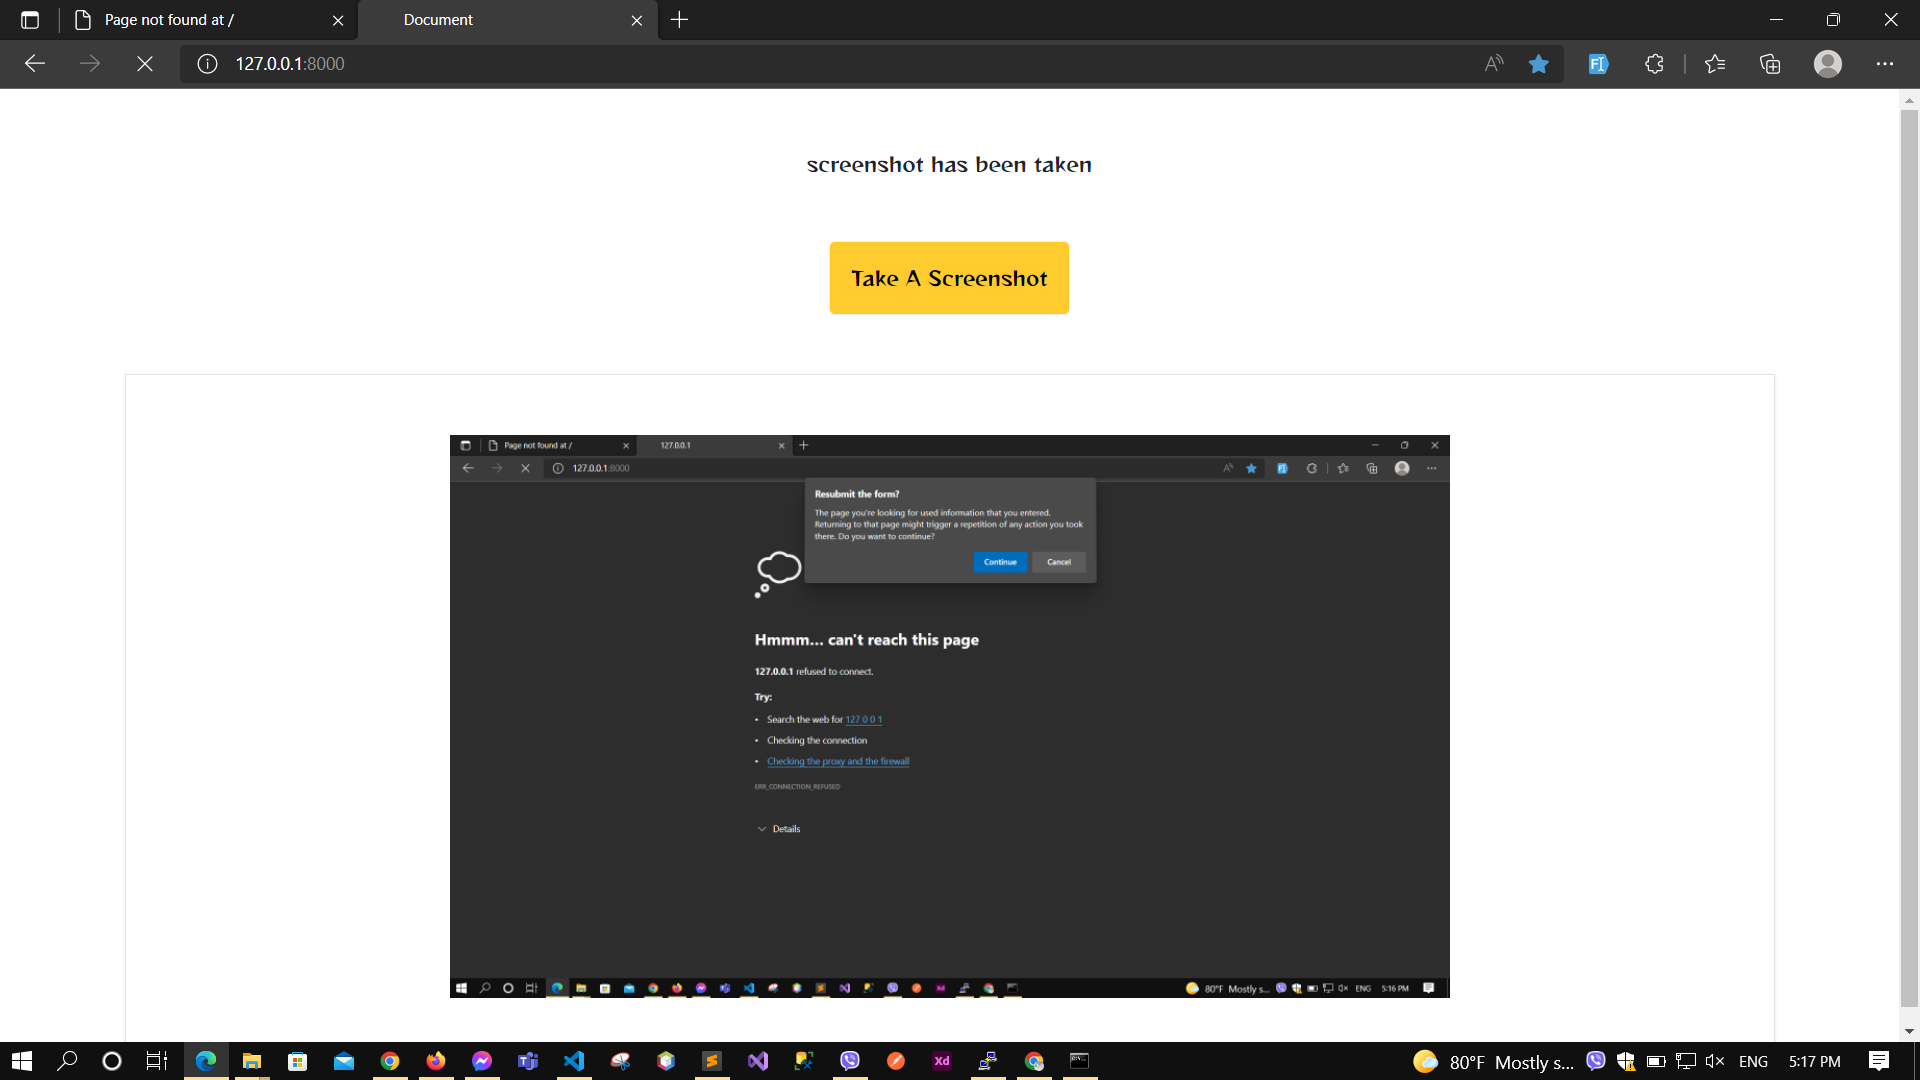 Page not found at /
Document
127.0.0.1:8000
screenshot has been taken
Take A Screenshot
Page not found at /
127.0.0.1
127.0.0.1:8000
Resubmit the form?
The page you're looking for used information that you entered.
Returning to that page might trigger a repetition of any action you took
there. Do you want to continue?
Continue
Cancel
Hmmm... can't reach this page
127.0.0.1 refused to connect.
Try:
• Search the web for 127 0 0 1
• Checking the connection
• Checking the proxy and the firewall
ERR_CONNECTION_REFUSED
Details
80°F Mostly s...
ENG
5:16 PM
Xd
80°F Mostly s...
ENG
5:17 PM